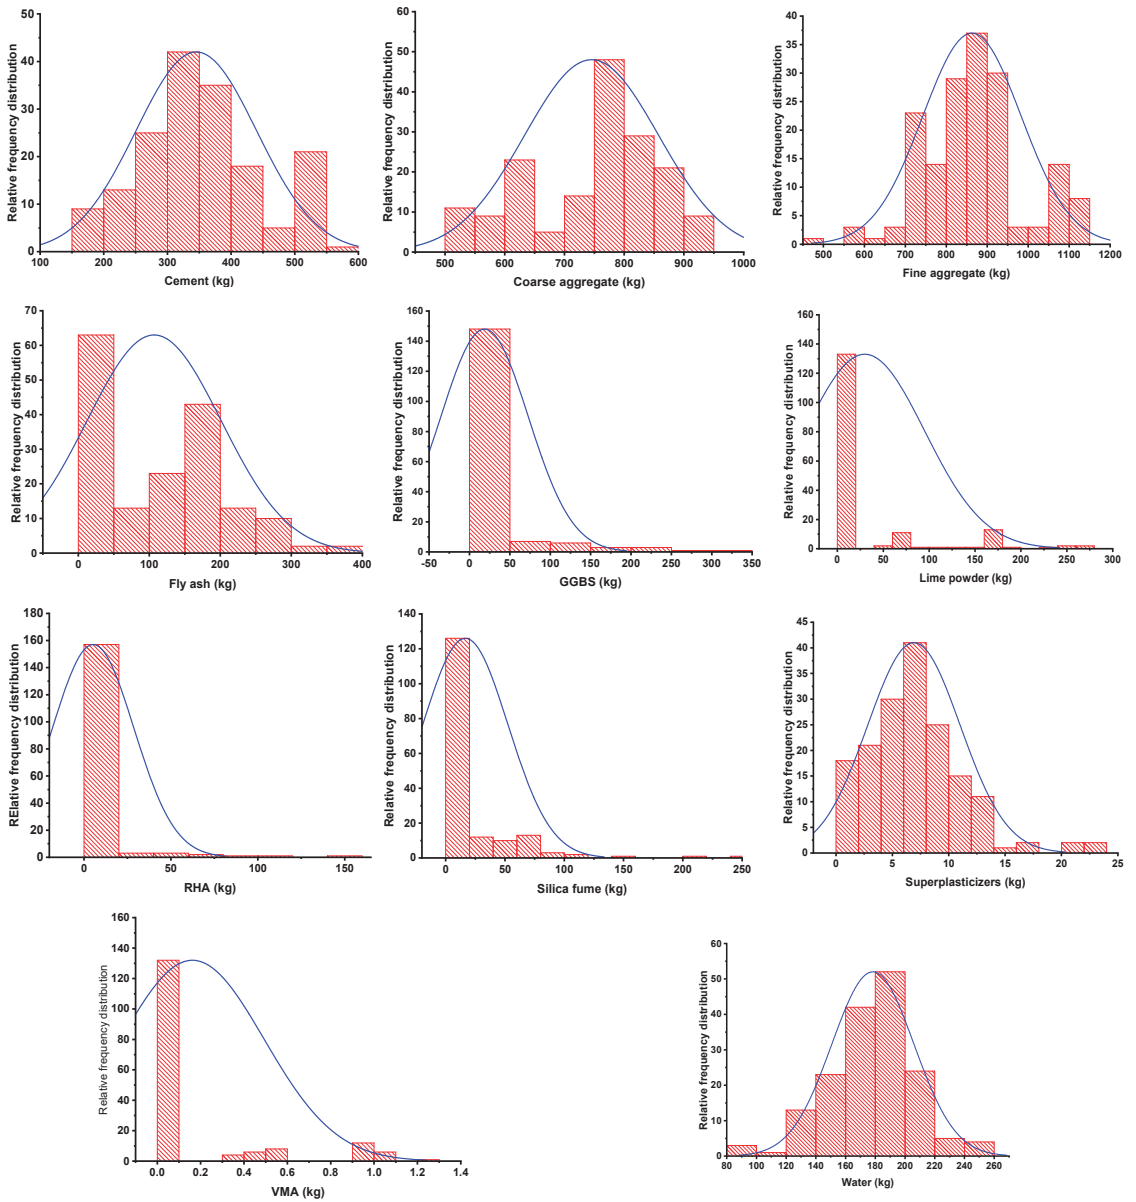 50
40
30
20
10
0
100 200 300 400 500 600
Relative frequency distribution
Cement (kg)
60
50
40
30
20
10
0
500 600 700 800 900 1000
Relative frequency distribution
Coarse aggregate (kg)
40
35
30
25
20
15
10
5
0
500 600 700 800 900 1000 1100 1200
Relative frequency distribution
Fine aggregate (kg)
70
60
50
40
30
20
10
0
0 100 200 300 400
Relative frequency distribution
Fly ash (kg)
160
140
120
100
80
60
40
20
0
-50 0 50 100 150 200 250 300 350
Relative frequency distribution
GGBS (kg)
160
140
120
100
80
60
40
20
0
0 50 100 150 200 250 300
Relative frequency distribution
Lime powder (kg)
180
160
140
120
100
80
60
40
20
0
0 50 100 150
RElative frequency distribution
RHA (kg)
140
120
100
80
60
40
20
0
0 50 100 150 200 250
Relative frequency distribution
Silica fume (kg)
45
40
35
30
25
20
15
10
5
0
0 5 10 15 20 25
Relative frequency distribution
Superplasticizers (kg)
160
140
120
100
80
60
40
20
0
0.0 0.2 0.4 0.6 0.8 1.0 1.2 1.4
Relative frequency distribution
VMA (kg)
60
50
40
30
20
10
0
80 100 120 140 160 180 200 220 240 260
Relative frequency distribution
Water (kg)